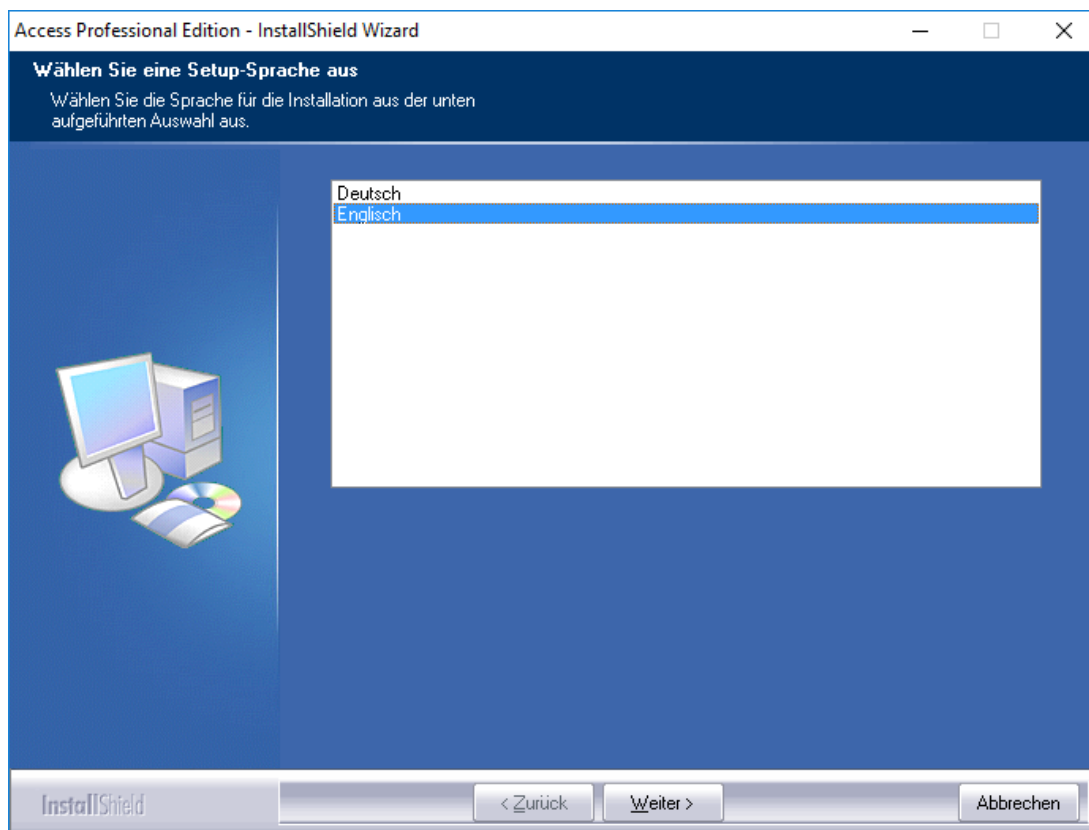 Access Professional Edition - InstallShield Wizard
Wählen Sie eine Setup-Sprache aus
Wählen Sie die Sprache für die Installation aus der unten
aufgeführten Auswahl aus.
Deutsch
Englisch
InstallShield
< Zurück
Weiter >
Abbrechen